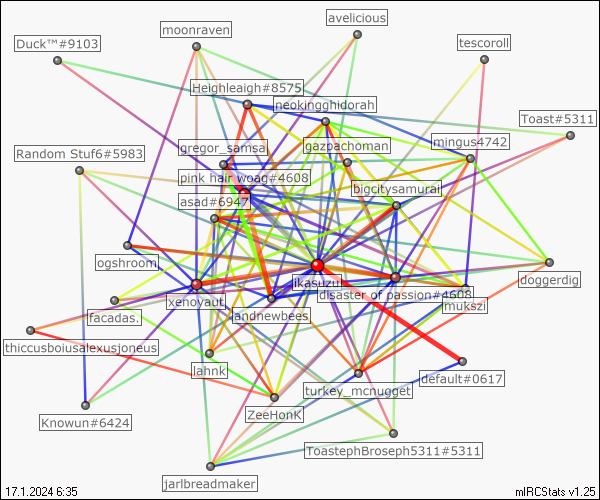 avelicious
moonraven
Duck™#9103
tescoroll
Heighleaigh#8575
neokingghidorah
Toast#5311
gregor_samsa
gazpachoman
mingus4742
Random Stuf6#5983
pink hair woag#4608
bigcitysamurai
asad#6947
ogshroom
doggerdig
ikasuzu
disaster of passion#4608
xenoyaut
mukszi
facadas.
andnewbees
thiccusboiusalexusjoneus
lahnk
default#0617
turkey_mcnugget
ZeeHonK
Knowun#6424
ToastephBroseph5311#5311
jarlbreadmaker
17.1.2024 6:35
mIRCStats v1.25